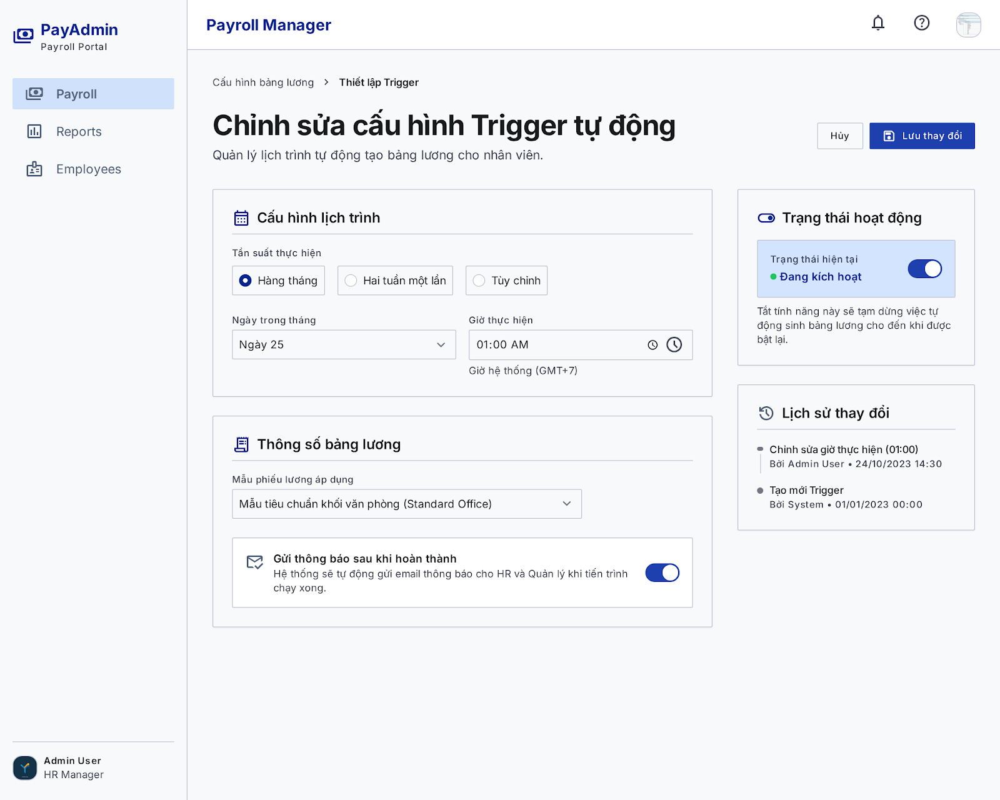 PayAdmin
Payroll Portal
Payroll
Reports
Employees
Admin User
HR Manager
Payroll Manager
Cấu hình bảng lương
Thiết lập Trigger
Chỉnh sửa cấu hình Trigger tự động
Quản lý lịch trình tự động tạo bảng lương cho nhân viên.
Hủy
Lưu thay đổi
Cấu hình lịch trình
Tần suất thực hiện
Hàng tháng
Hai tuần một lần
Tùy chỉnh
Ngày trong tháng
Ngày 25
Giờ thực hiện
01:00 AM
Giờ hệ thống (GMT+7)
Thông số bảng lương
Mẫu phiếu lương áp dụng
Mẫu tiêu chuẩn khối văn phòng (Standard Office)
Gửi thông báo sau khi hoàn thành
Hệ thống sẽ tự động gửi email thông báo cho HR và Quản lý khi tiến trình
chạy xong.
Trạng thái hoạt động
Trạng thái hiện tại
Đang kích hoạt
Tắt tính năng này sẽ tạm dừng việc tự
động sinh bảng lương cho đến khi được
bật lại.
Lịch sử thay đổi
Chỉnh sửa giờ thực hiện (01:00)
Bởi Admin User • 24/10/2023 14:30
Tạo mới Trigger
Bởi System • 01/01/2023 00:00